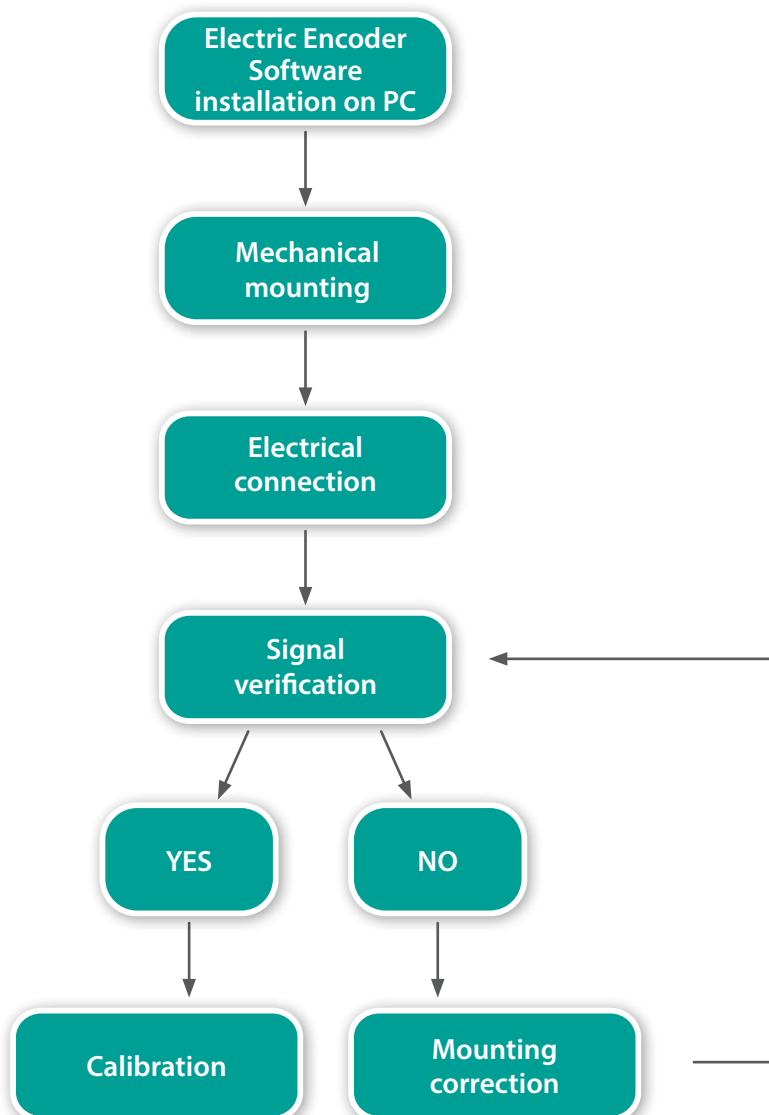 Electric Encoder
Software
installation on PC
Mechanical
mounting
Electrical
connection
Signal
verification
YES
NO
Calibration
Mounting
correction